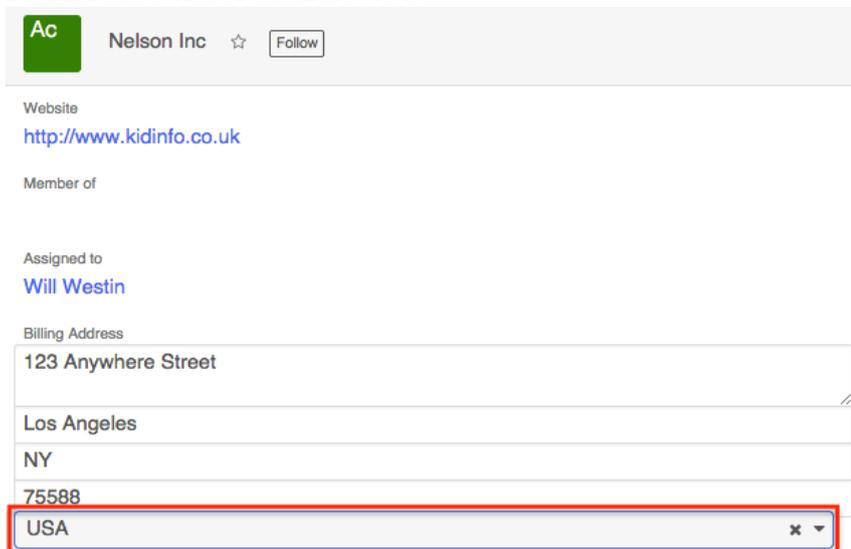 Ac
Nelson Inc Follow
Website
http://www.kidinfo.co.uk
Member of
Assigned to
Will Westin
Billing Address
123 Anywhere Street
Los Angeles
NY
75588
USA